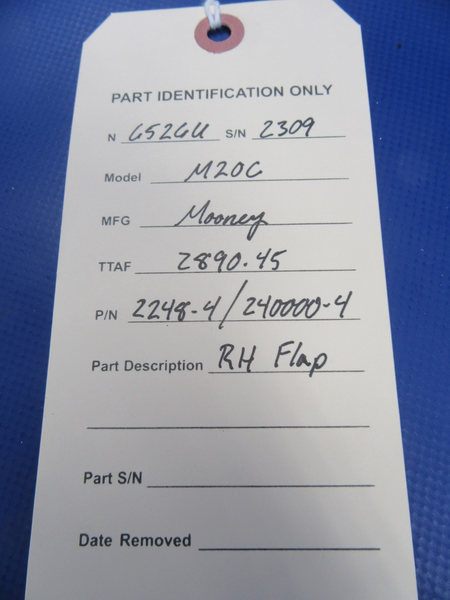 PART IDENTIFICATION ONLY
N 6526U S/N 2309
Model M20C
MFG Mooney
TTAF 2890.45
P/N 2248-4/240000-4
Part Description RH Flap
Part S/N
Date Removed